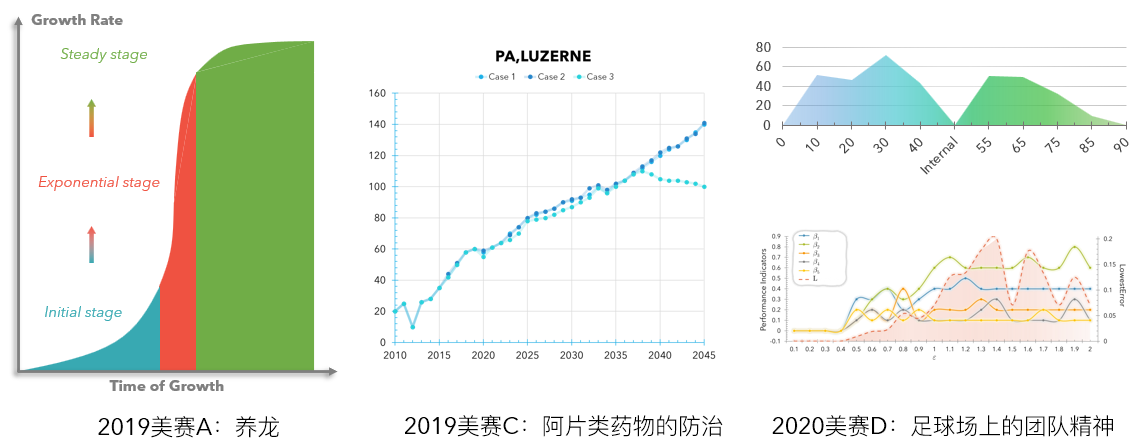 Growth Rate
Steady stage
Exponential stage
Initial stage
Time of Growth
2019美赛A：养龙
PA,LUZERNE
Case 1 Case 2 Case 3
160
140
120
100
80
60
40
20
0
2010 2015 2020 2025 2030 2035 2040 2045
2019美赛C：阿片类药物的防治
80
60
40
20
0
0 10 20 30 40 Internal 55 65 75 85 90
β1
β2
β3
β4
β5
L
Performance Indicators
0.9
0.8
0.7
0.6
0.5
0.4
0.3
0.2
0.1
0
-0.1
0.2
0.15
0.1
0.05
0
LowestError
0.1 0.2 0.3 0.4 0.5 0.6 0.7 0.8 0.9 1 1.1 1.2 1.3 1.4 1.5 1.6 1.7 1.8 1.9 2
ε
2020美赛D：足球场上的团队精神